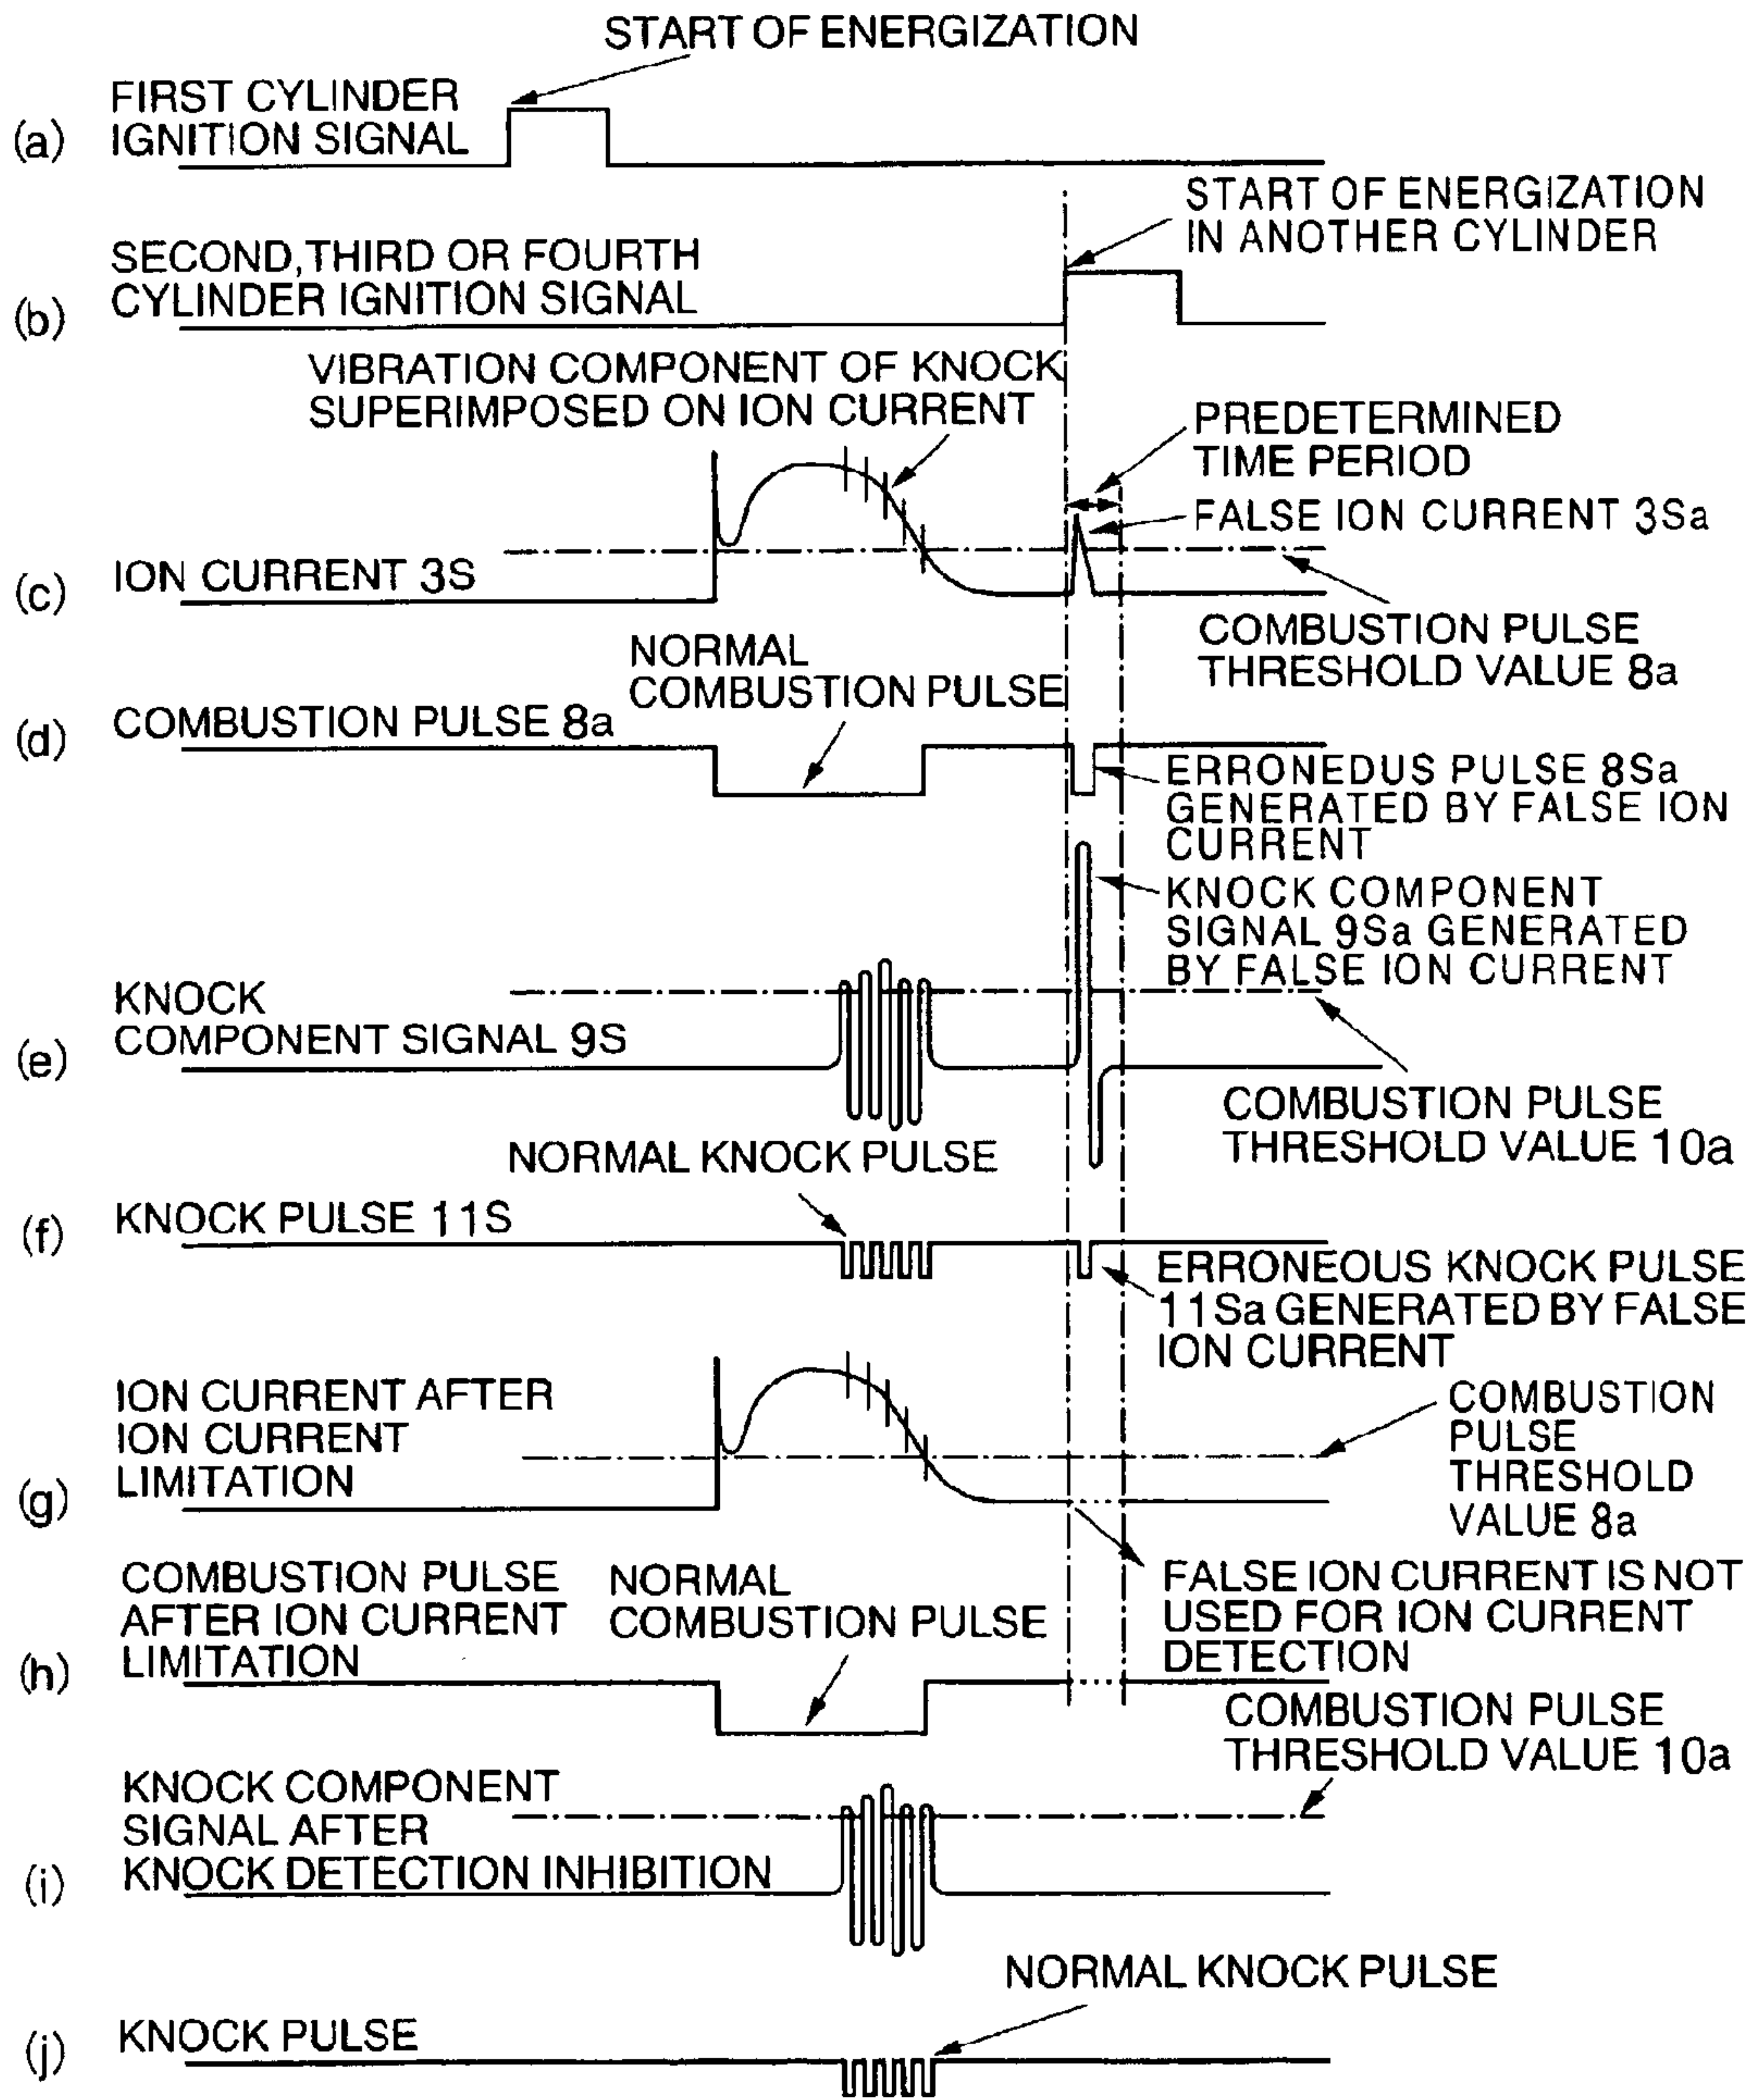 START OF ENERGIZATION
(a)
FIRST CYLINDER
IGNITION SIGNAL
START OF ENERGIZATION
IN ANOTHER CYLINDER
(b)
SECOND,THIRD OR FOURTH
CYLINDER IGNITION SIGNAL
VIBRATION COMPONENT OF KNOCK
SUPERIMPOSED ON ION CURRENT
PREDETERMINED
TIME PERIOD
FALSE ION CURRENT 3Sa
(c)
ION CURRENT 3S
COMBUSTION PULSE
THRESHOLD VALUE 8a
NORMAL
COMBUSTION PULSE
(d)
COMBUSTION PULSE 8a
ERRONEDUS PULSE 8Sa
GENERATED BY FALSE ION
CURRENT
KNOCK COMPONENT
SIGNAL 9Sa GENERATED
BY FALSE ION CURRENT
(e)
KNOCK
COMPONENT SIGNAL 9S
COMBUSTION PULSE
THRESHOLD VALUE 10a
NORMAL KNOCK PULSE
(f)
KNOCK PULSE 11S
ERRONEOUS KNOCK PULSE
11Sa GENERATED BY FALSE
ION CURRENT
(g)
ION CURRENT AFTER
ION CURRENT
LIMITATION
COMBUSTION
PULSE
THRESHOLD
VALUE 8a
FALSE ION CURRENT IS NOT
USED FOR ION CURRENT
DETECTION
(h)
COMBUSTION PULSE
AFTER ION CURRENT
LIMITATION
NORMAL
COMBUSTION PULSE
COMBUSTION PULSE
THRESHOLD VALUE 10a
(i)
KNOCK COMPONENT
SIGNAL AFTER
KNOCK DETECTION INHIBITION
NORMAL KNOCK PULSE
(j)
KNOCK PULSE